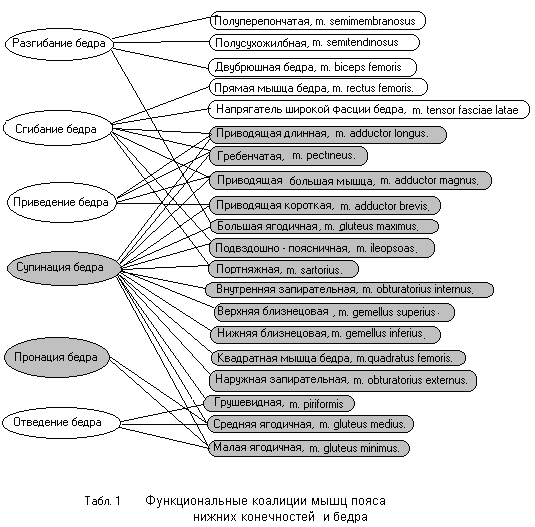 Полуперепончатая, m. semimembranosus
Разгибание бедра
Полусухожилбная, m. semitendinosus
Двубрюшная бедра, m. biceps femoris
Прямая мышца бедра, m. rectus femoris.
Напрягатель широкой фасции бедра, m. tensor fasciae latae
Сгибание бедра
Приводящая длинная, m. adductor longus.
Гребенчатая, m. pectineus.
Приводящая большая мышца, m. adductor magnus.
Приведение бедра
Приводящая короткая, m. adductor brevis.
Большая ягодичная, m. gluteus maximus.
Подвздошно - поясничная, m. ileopsoas.
Супинация бедра
Портняжная, m. sartorius.
Внутренняя запирательная, m. obturatorius internus.
Верхняя близнецовая , m. gemellus superius.
Нижняя близнецовая, m. gemellus inferius.
Пронация бедра
Квадратная мышца бедра, m.quadratus femoris.
Наружная запирательная, m. obturatorius externus.
Грушевидная, m. piriformis
Отведение бедра
Средняя ягодичная, m. gluteus medius.
Малая ягодичная, m. gluteus minimus.
Табл. 1 Функциональные коалиции мышц пояса
нижних конечностей и бедра